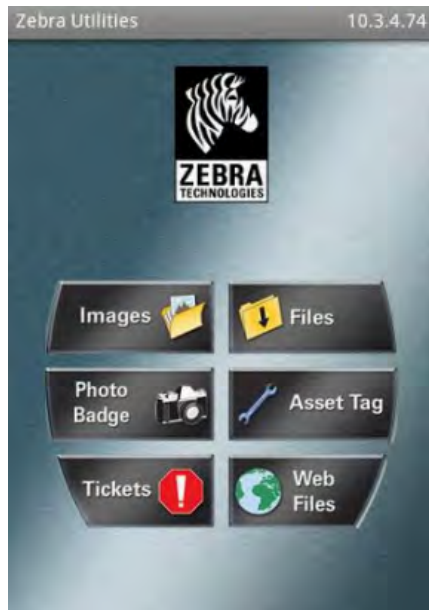 Zebra Utilities 10.3.4.74
ZEBRA
TECHNOLOGIES
Images
Files
Photo
Badge
Asset Tag
Tickets
Web
Files